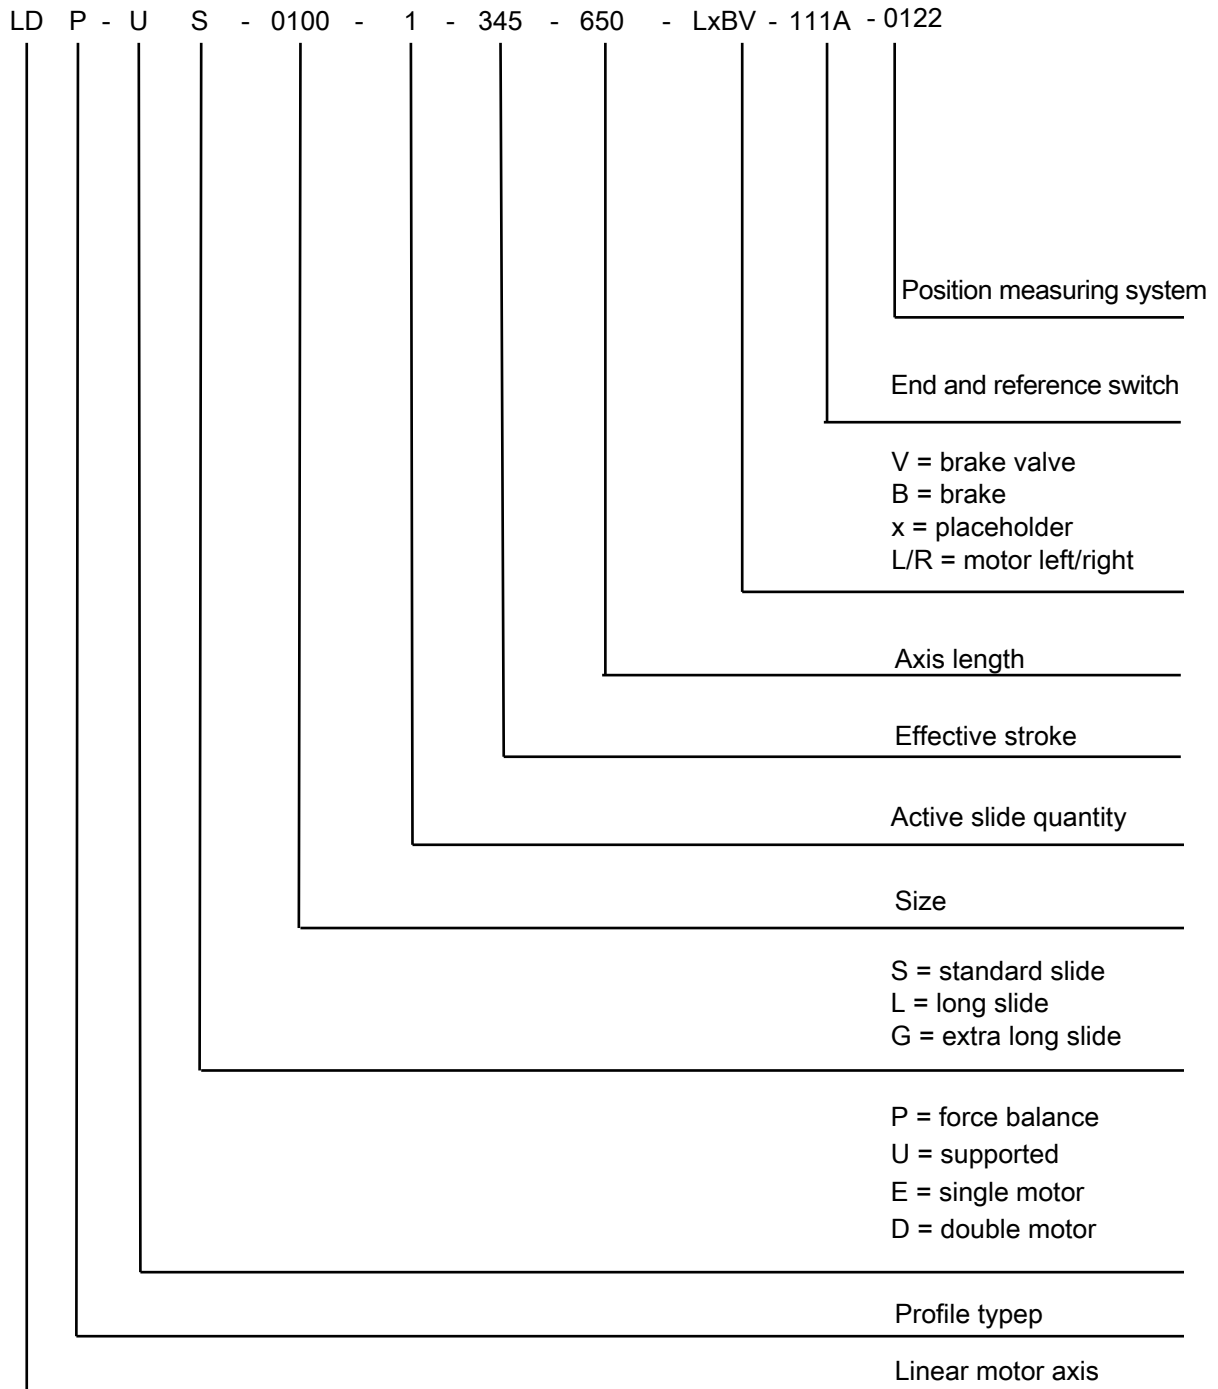 LD P - U S - 0100 - 1 - 345 - 650 - LxBV - 111A - 0122
Position measuring system
End and reference switch
V = brake valve
B = brake
x = placeholder
L/R = motor left/right
Axis length
Effective stroke
Active slide quantity
Size
S = standard slide
L = long slide
G = extra long slide
P = force balance
U = supported
E = single motor
D = double motor
Profile typep
Linear motor axis